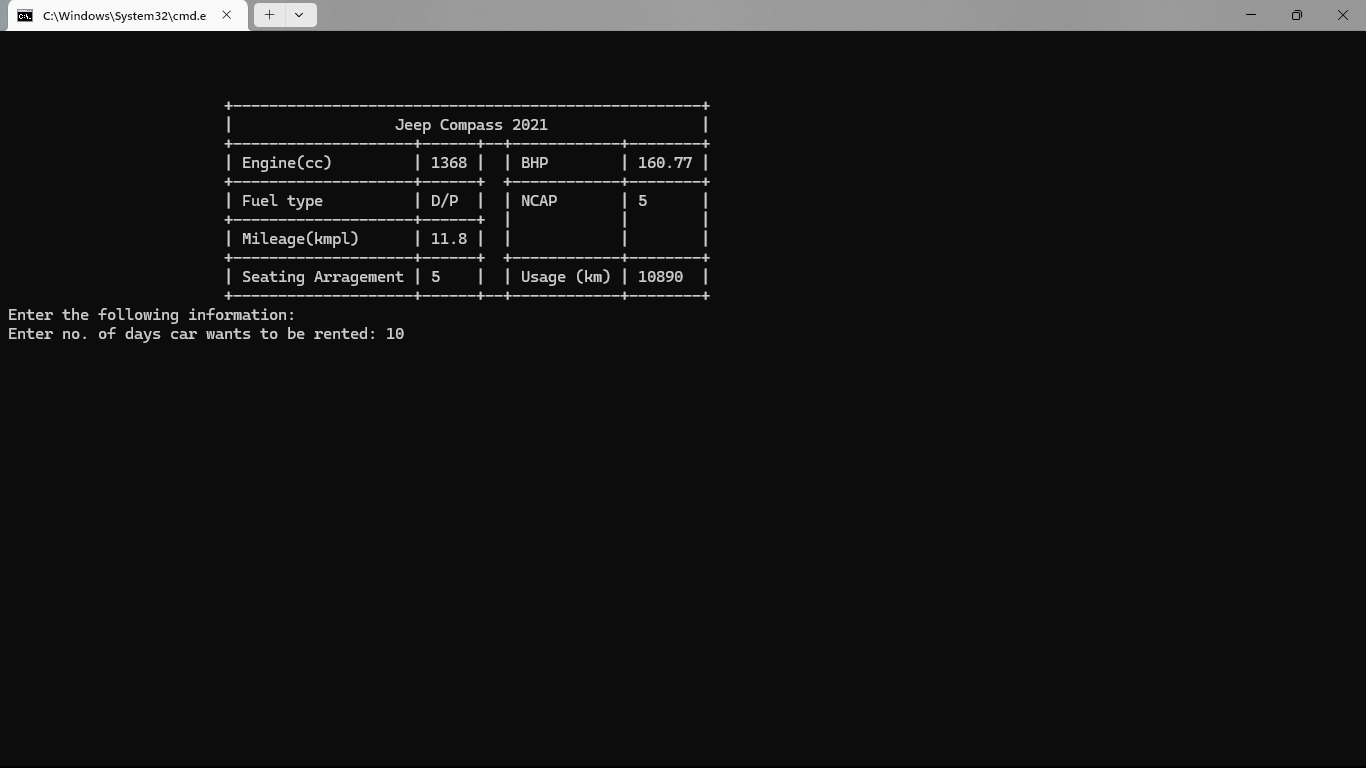 C:\Windows\System32\cmd.e
Jeep Compass 2021
Engine(cc) 1368 BHP 160.77
Fuel type D/P NCAP 5
Mileage(kmpl) 11.8
Seating Arragement 5 Usage (km) 10890
Enter the following information:
Enter no. of days car wants to be rented: 10